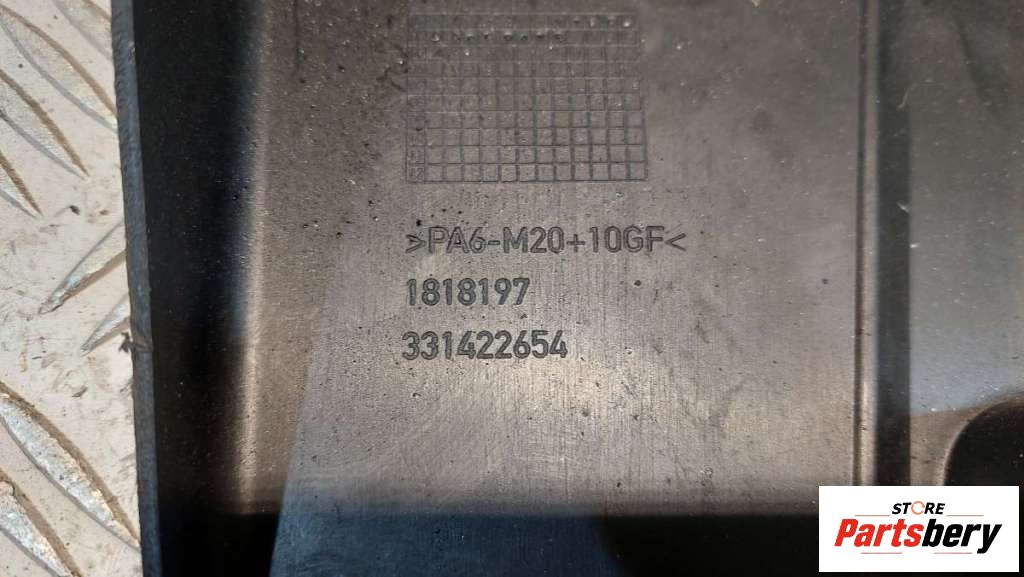 >PA6-M20+10GF<
1818197
331422654
STORE
Partsbery